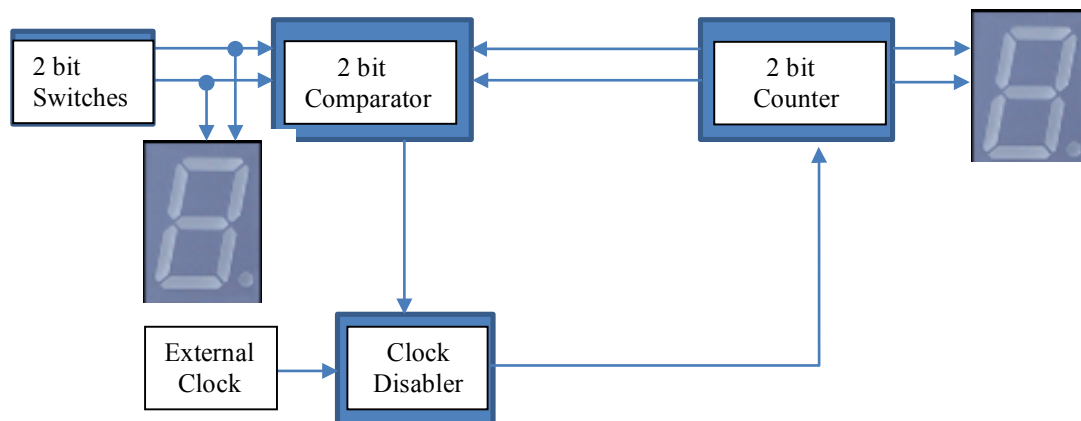 2 bit
Switches
2 bit
Comparator
2 bit
Counter
External
Clock
Clock
Disabler